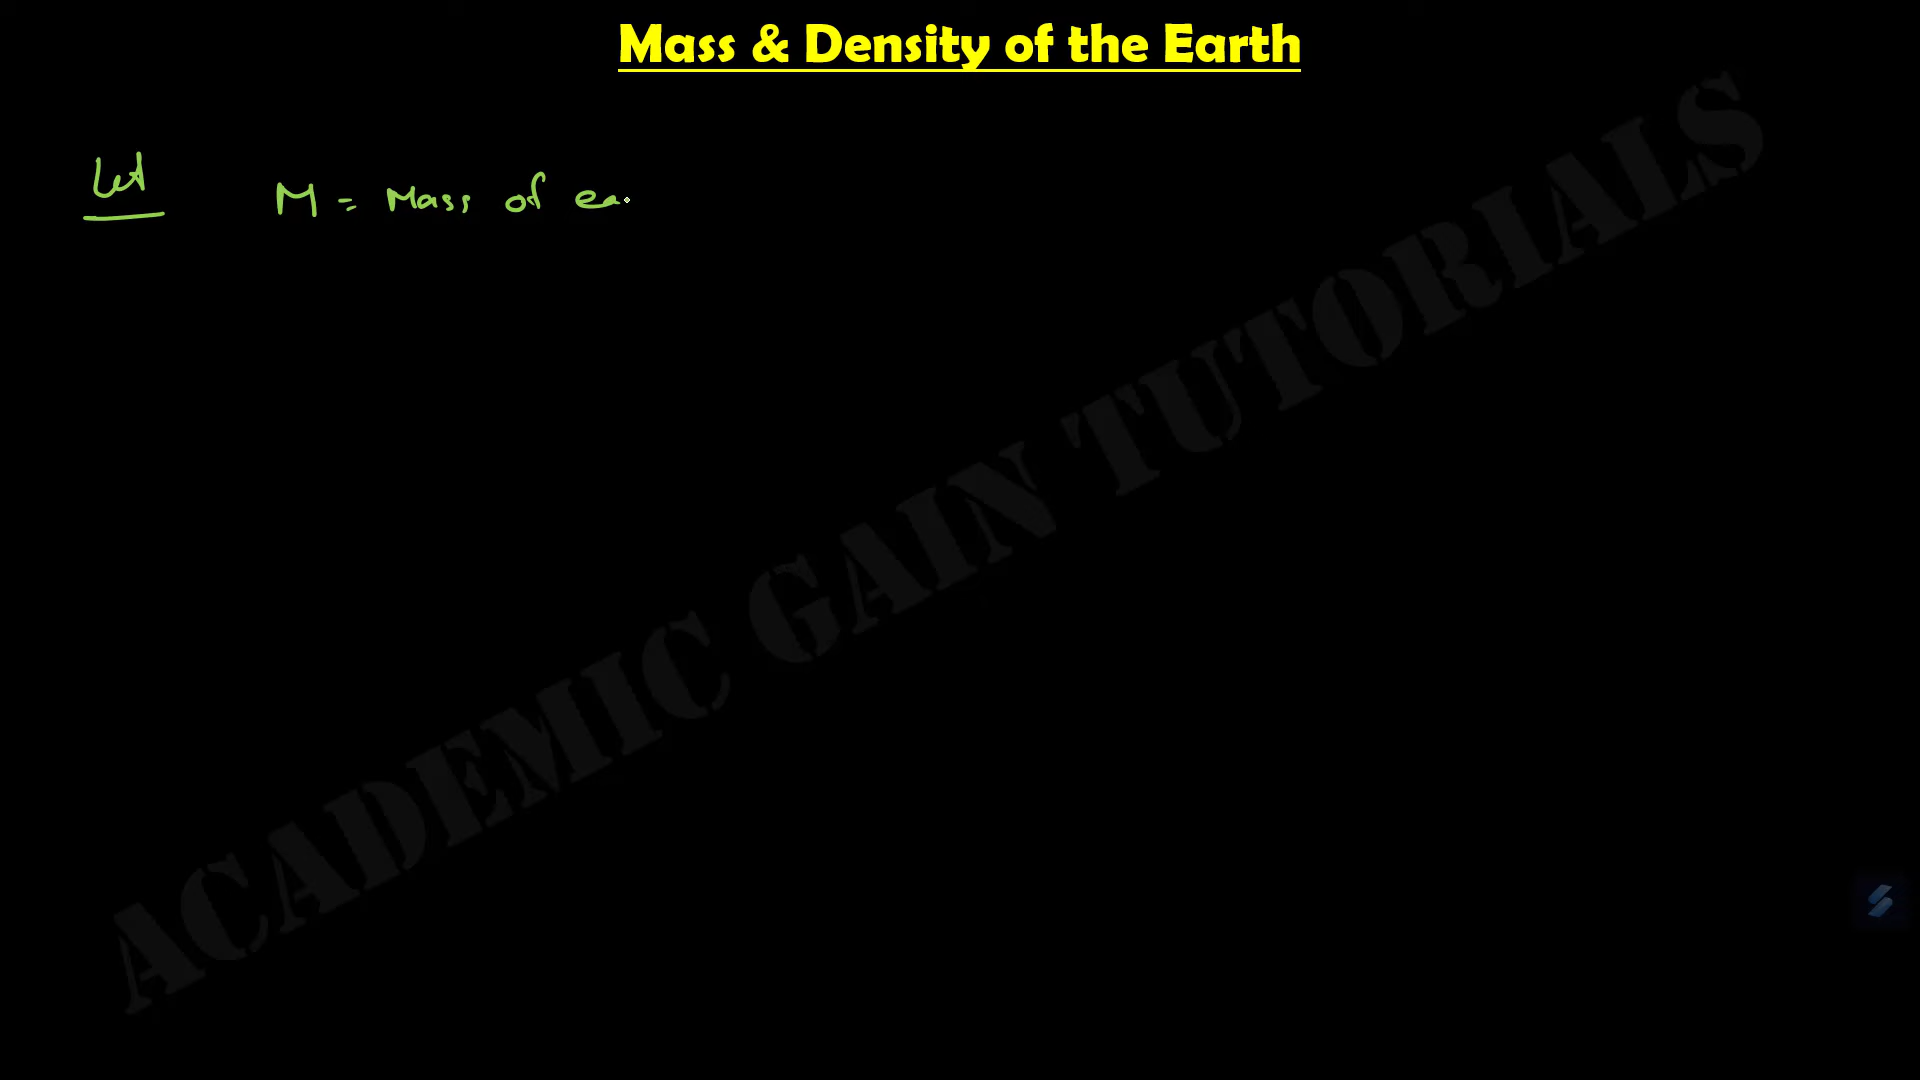 Mass & Density of the Earth
Let M = Mass of ea
ACADEMIC GAIN TUTORIALS